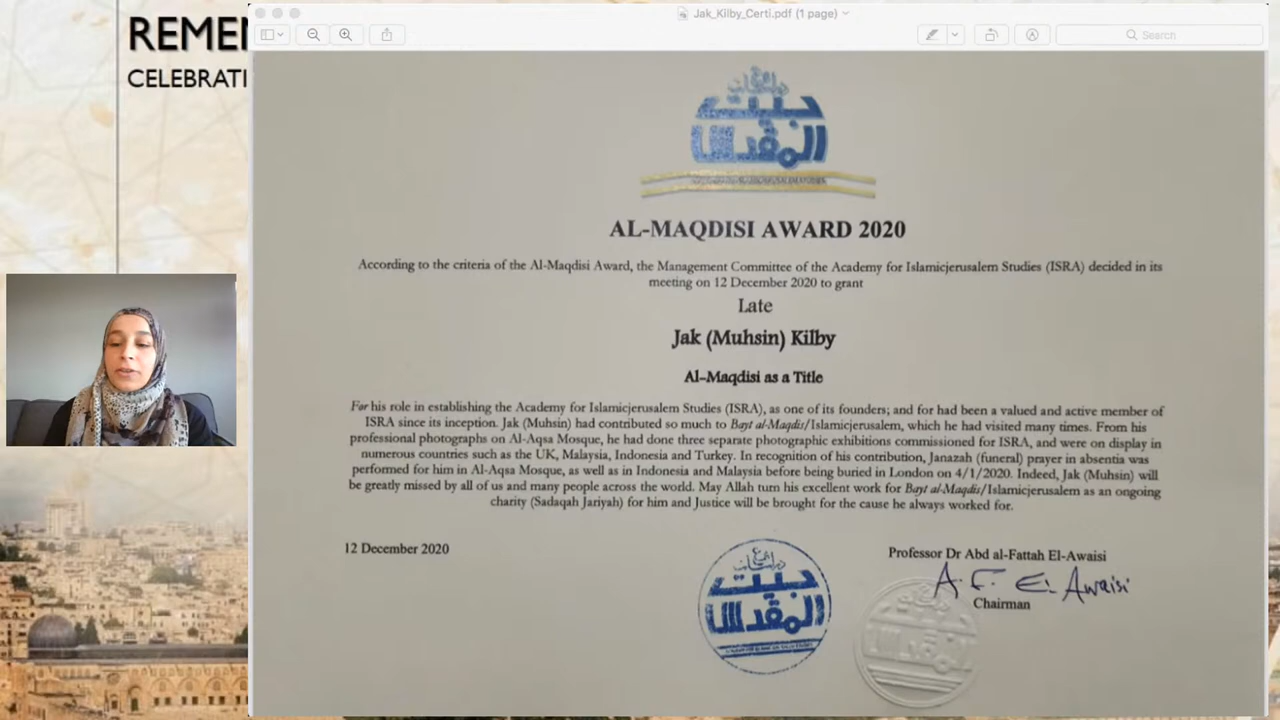 REMEN
CELEBRATI
Jak_Kilby_Certi.pdf (1 page)
Search
بيت
المقدس
AL-MAQDISI AWARD 2020
According to the criteria of the Al-Maqdisi Award, the Management Committee of the Academy for Islamicjerusalem Studies (ISRA) decided in its
meeting on 12 December 2020 to grant
Late
Jak (Muhsin) Kilby
Al-Maqdisi as a Title
For his role in establishing the Academy for Islamicjerusalem Studies (ISRA), as one of its founders; and for had been a valued and active member of
ISRA since its inception. Jak (Muhsin) had contributed so much to Bayt al-Maqdis/Islamicjerusalem, which he had visited many times. From his
professional photographs on Al-Aqsa Mosque, he had done three separate photographic exhibitions commissioned for ISRA, and were on display in
numerous countries such as the UK, Malaysia, Indonesia and Turkey. In recognition of his contribution, Janazah (funeral) prayer in absentia was
performed for him in Al-Aqsa Mosque, as well as in Indonesia and Malaysia before being buried in London on 4/1/2020. Indeed, Jak (Muhsin) will
be greatly missed by all of us and many people across the world. May Allah turn his excellent work for Bayt al-Maqdis/Islamicjerusalem as an ongoing
charity (Sadaqah Jariyah) for him and Justice will be brought for the cause he always worked for.
12 December 2020
Professor Dr Abd al-Fattah El-Awaisi
A. F. El-Awaisi
Chairman
بيت
المقدس